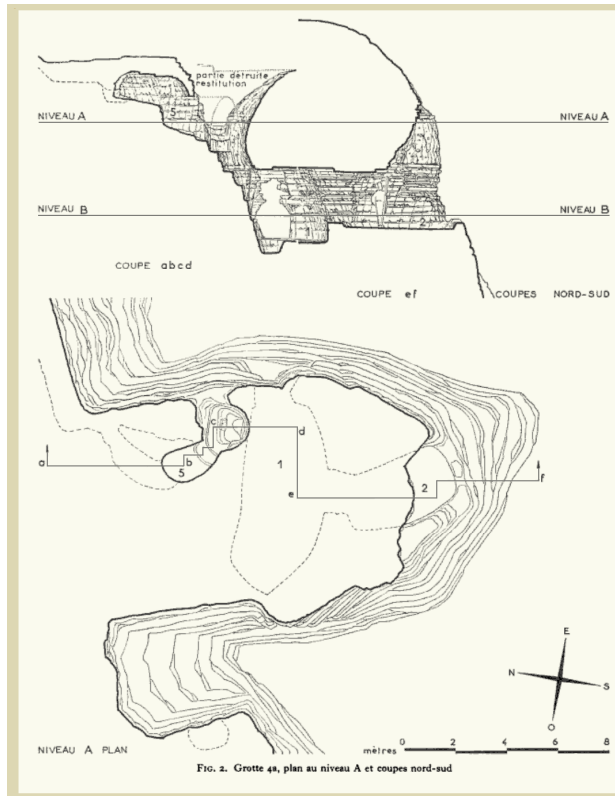 partie détruite
restitution
5
NIVEAU A NIVEAU A
NIVEAU B NIVEAU B
2
COUPE abcd
COUPE ef COUPES NORD-SUD
c
d
a
b
5
1
e
2
f
E
N
S
O
NIVEAU A PLAN
mètres 0 2 4 6 8
FIG. 2. Grotte 4a, plan au niveau A et coupes nord-sud